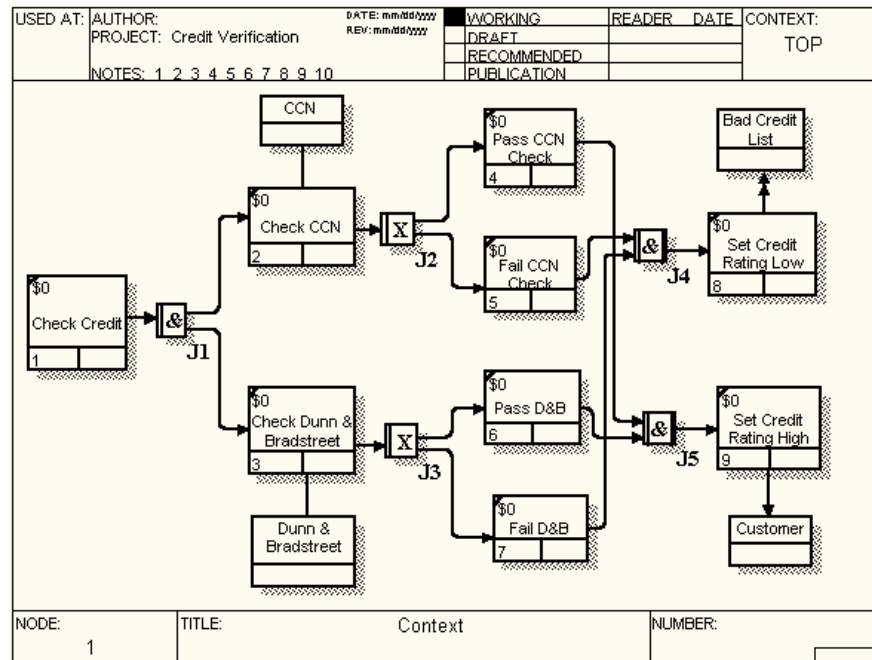 USED AT:
AUTHOR:
DATE: mm/dd/yyyy
PROJECT: Credit Verification
REV: mm/dd/yyyy
NOTES: 1 2 3 4 5 6 7 8 9 10
WORKING
DRAFT
RECOMMENDED
PUBLICATION
READER DATE
CONTEXT:
TOP
CCN
$0
Pass CCN
Check
4
Bad Credit
List
$0
Check CCN
2
X
J2
$0
Fail CCN
Check
5
&
J4
$0
Set Credit
Rating Low
8
$0
Check Credit
1
&
J1
$0
Check Dunn &
Bradstreet
3
X
J3
$0
Pass D&B
6
&
J5
$0
Set Credit
Rating High
9
Dunn &
Bradstreet
$0
Fail D&B
7
Customer
NODE:
1
TITLE:
Context
NUMBER: